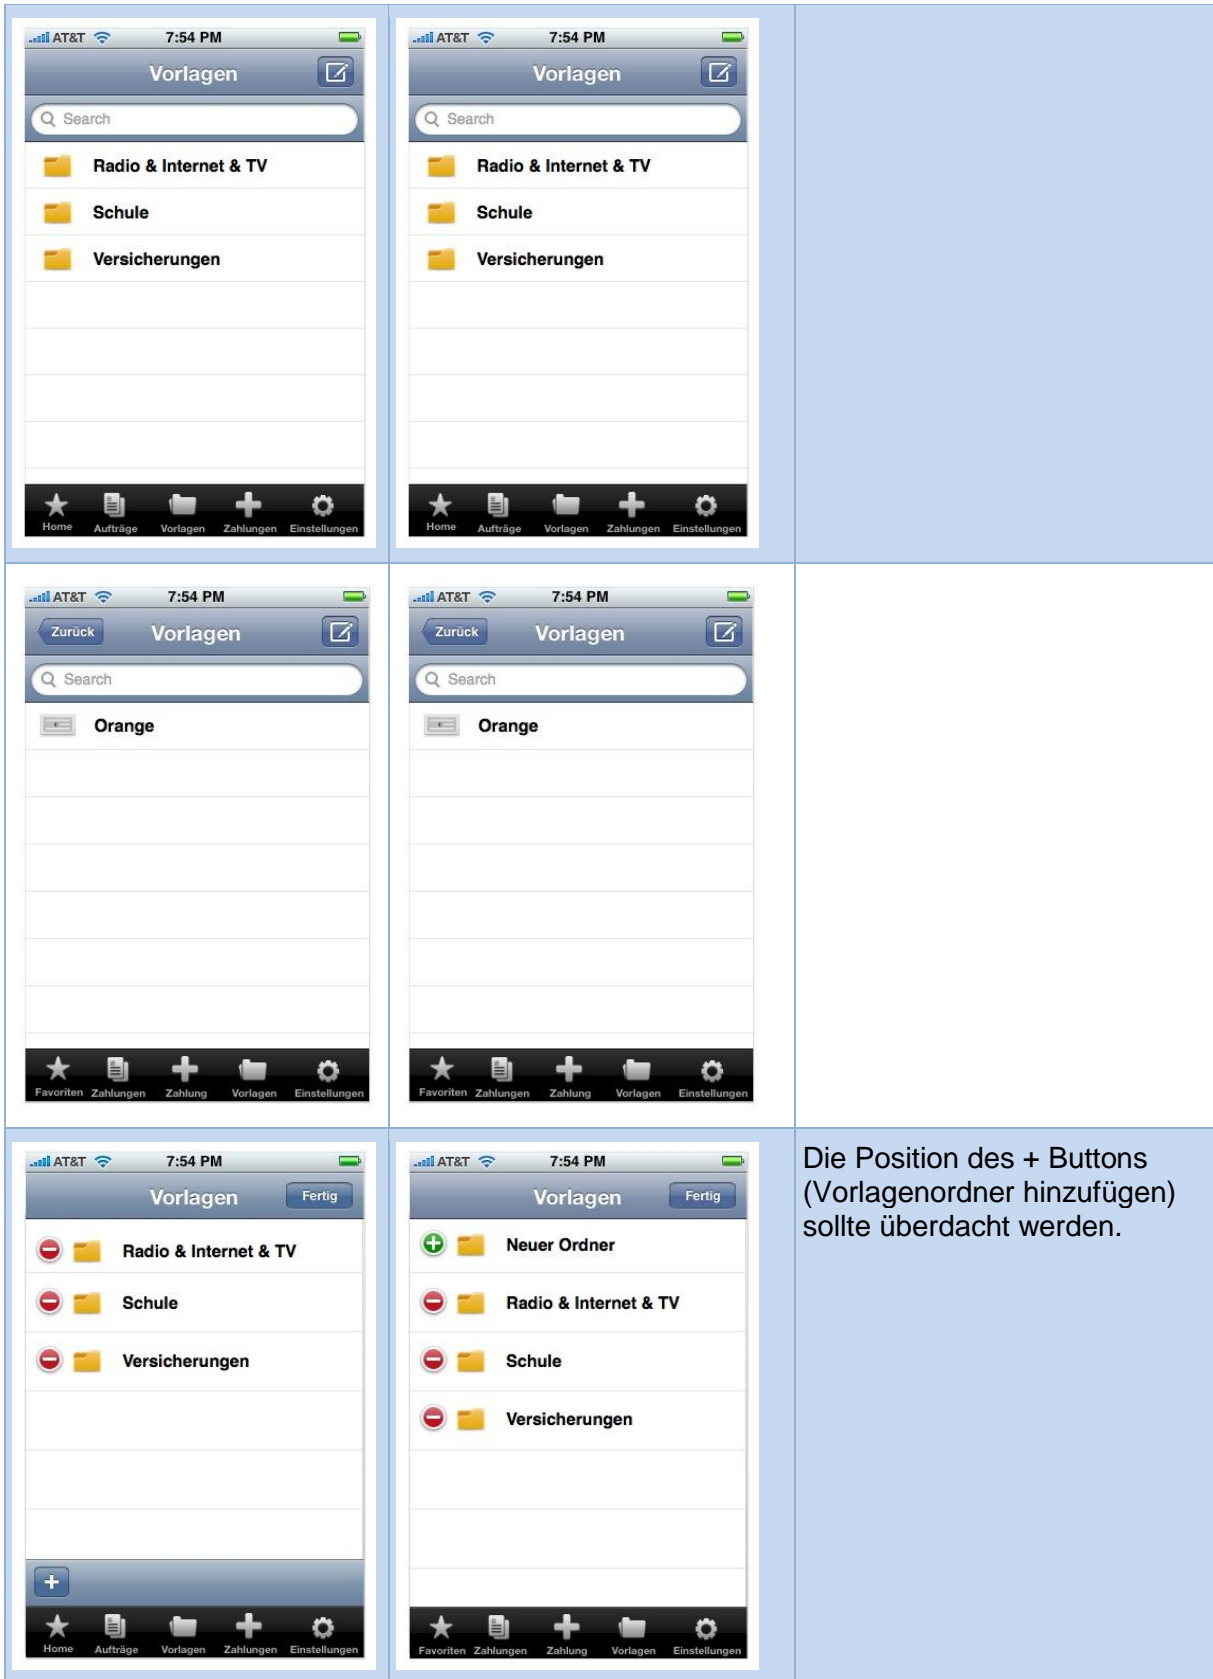 AT&T 7:54 PM
Vorlagen
Search
Radio & Internet & TV
Schule
Versicherungen
Home Aufträge Vorlagen Zahlungen Einstellungen
AT&T 7:54 PM
Vorlagen
Search
Radio & Internet & TV
Schule
Versicherungen
Home Aufträge Vorlagen Zahlungen Einstellungen
AT&T 7:54 PM
Zurück Vorlagen
Search
Orange
Favoriten Zahlungen Zahlung Vorlagen Einstellungen
AT&T 7:54 PM
Zurück Vorlagen
Search
Orange
Favoriten Zahlungen Zahlung Vorlagen Einstellungen
AT&T 7:54 PM
Vorlagen Fertig
Radio & Internet & TV
Schule
Versicherungen
+
Home Aufträge Vorlagen Zahlungen Einstellungen
AT&T 7:54 PM
Vorlagen Fertig
Neuer Ordner
Radio & Internet & TV
Schule
Versicherungen
Favoriten Zahlungen Zahlung Vorlagen Einstellungen
Die Position des + Buttons
(Vorlagenordner hinzufügen)
sollte überdacht werden.